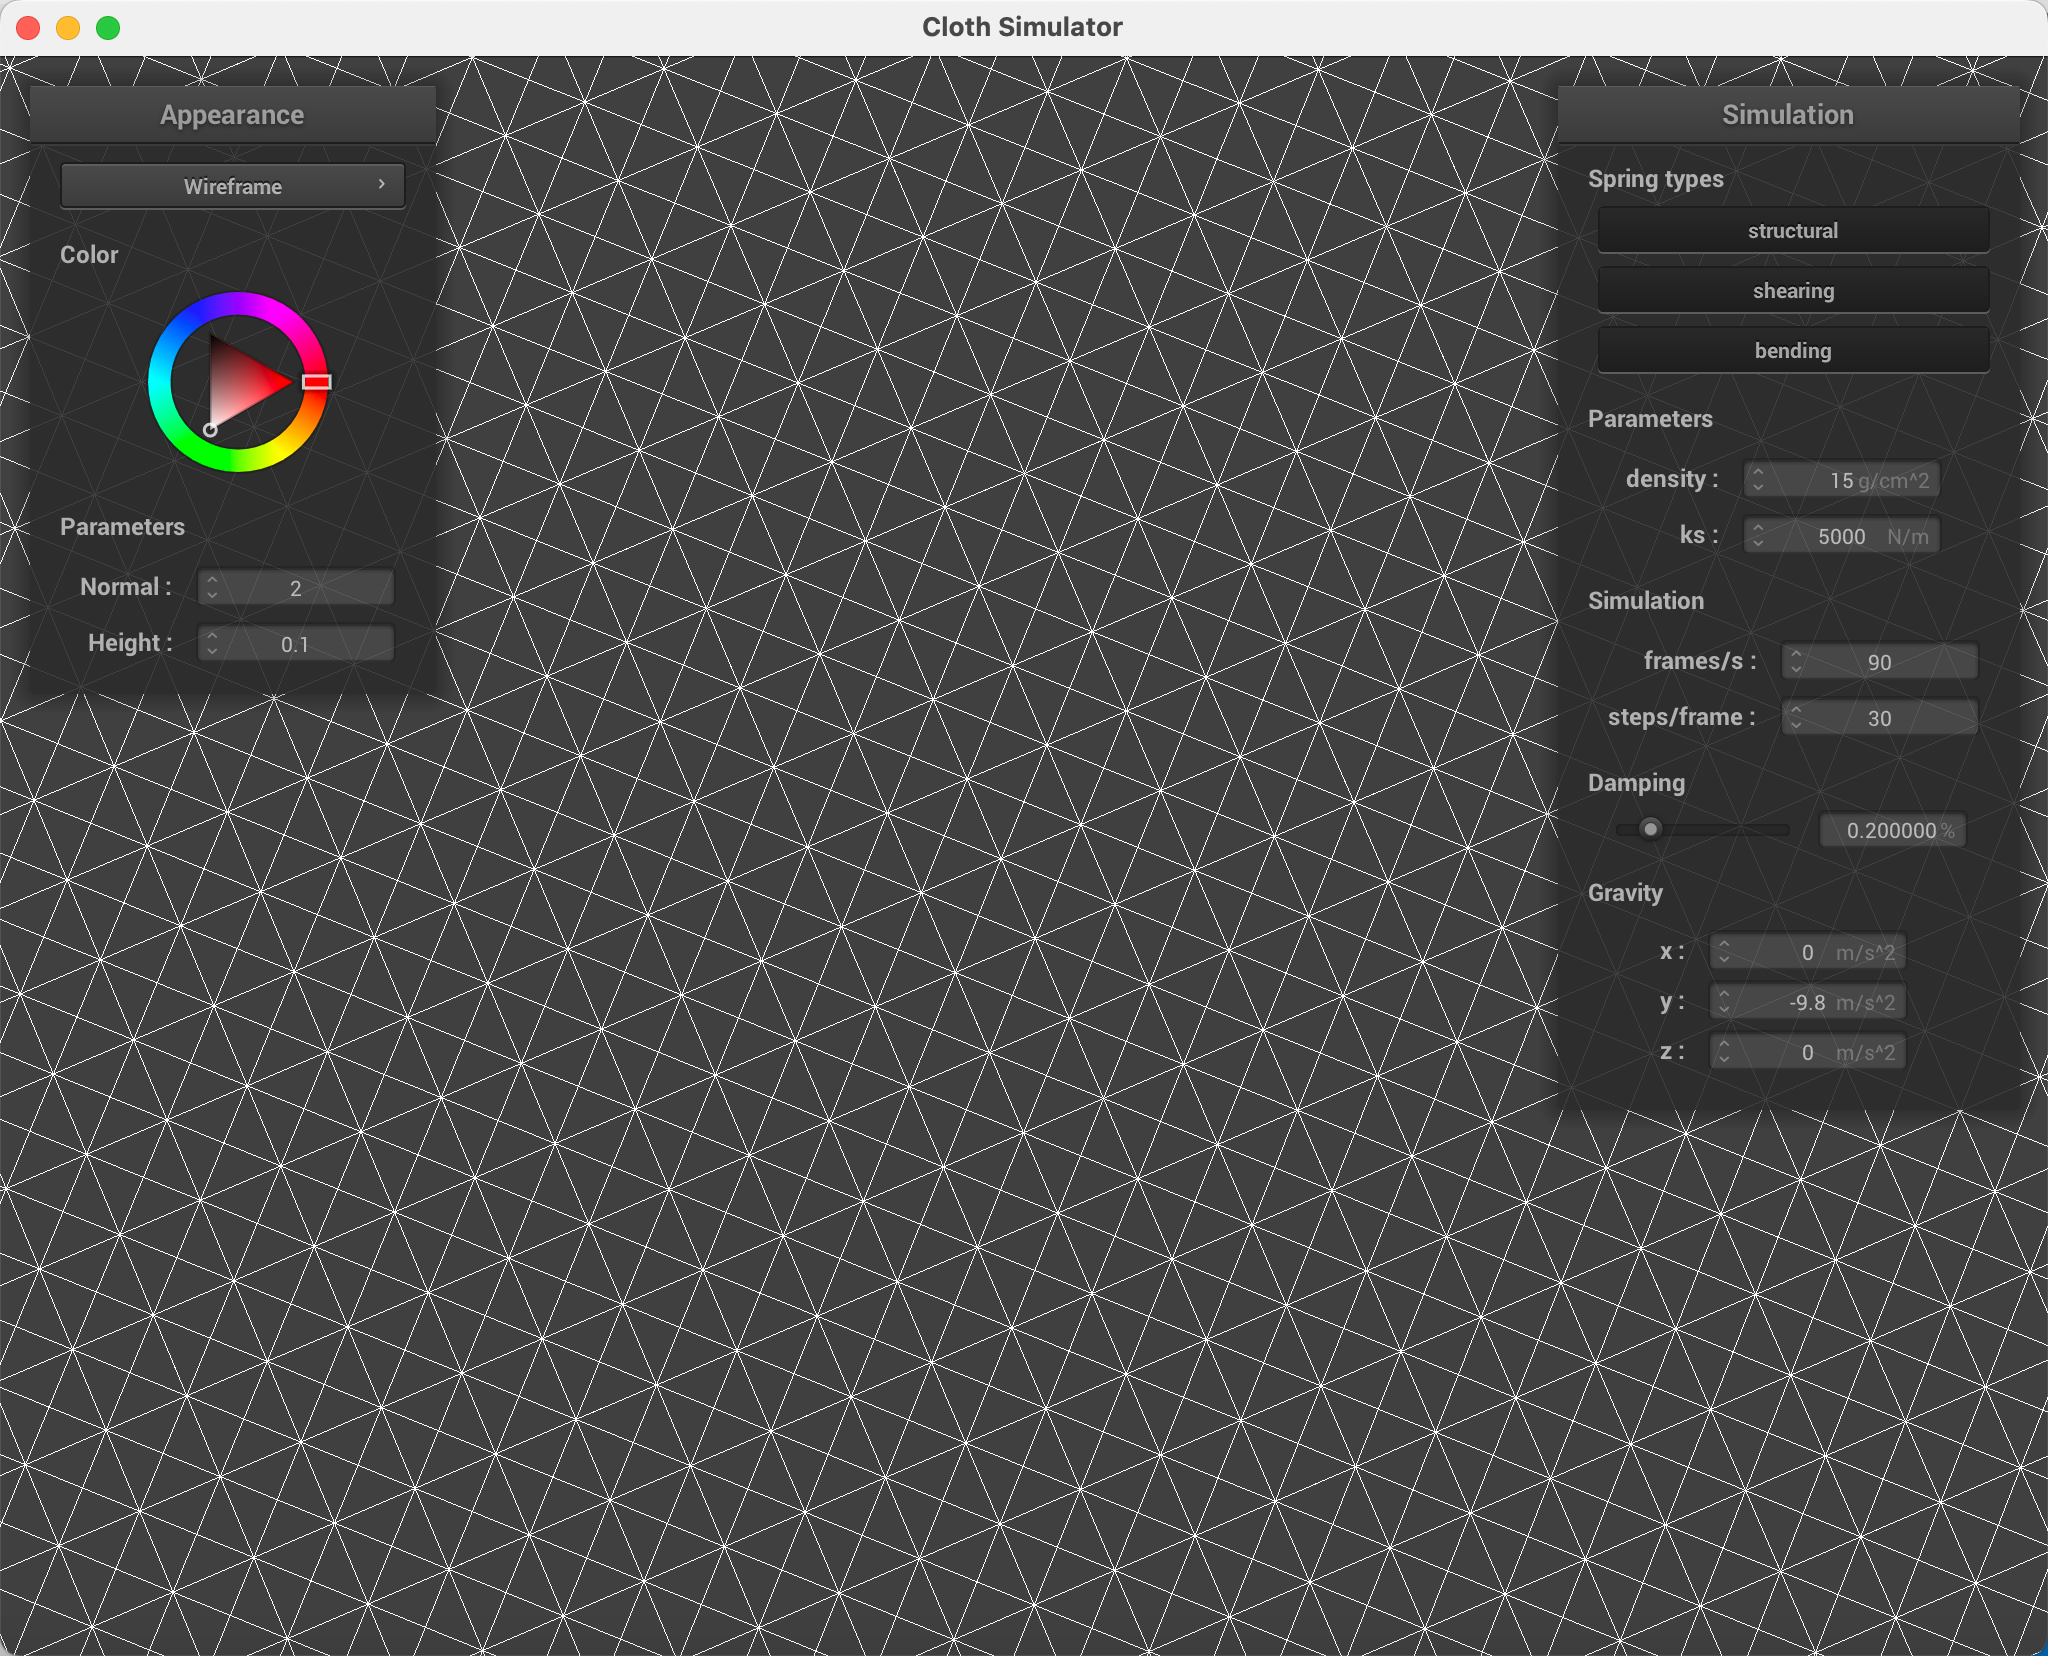 Cloth Simulator
Appearance
Wireframe
Color
Parameters
Normal : 2
Height : 0.1
Simulation
Spring types
structural
shearing
bending
Parameters
density : 15 g/cm^2
ks : 5000 N/m
Simulation
frames/s : 90
steps/frame : 30
Damping
0.200000 %
Gravity
x : 0 m/s^2
y : -9.8 m/s^2
z : 0 m/s^2